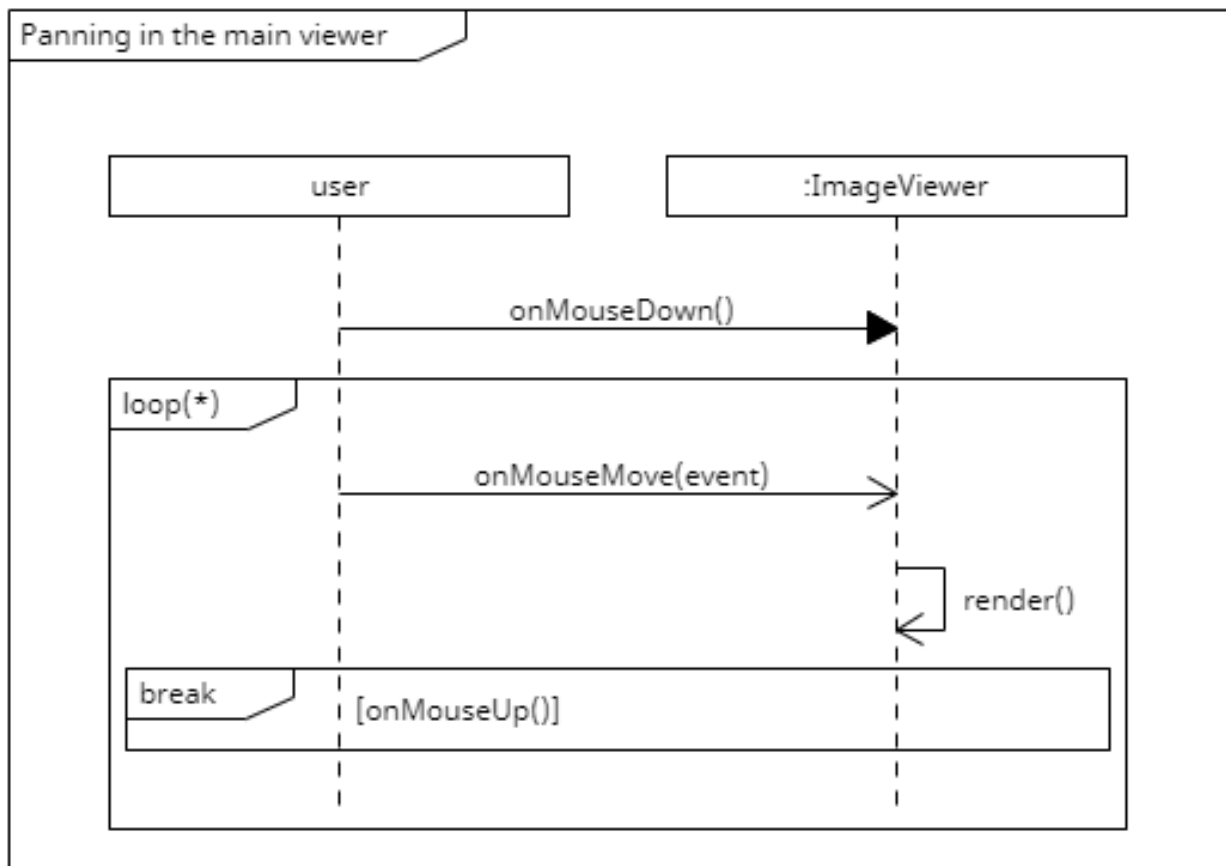 Panning in the main viewer
user
:ImageViewer
onMouseDown()
loop(*)
onMouseMove(event)
render()
break
[onMouseUp()]